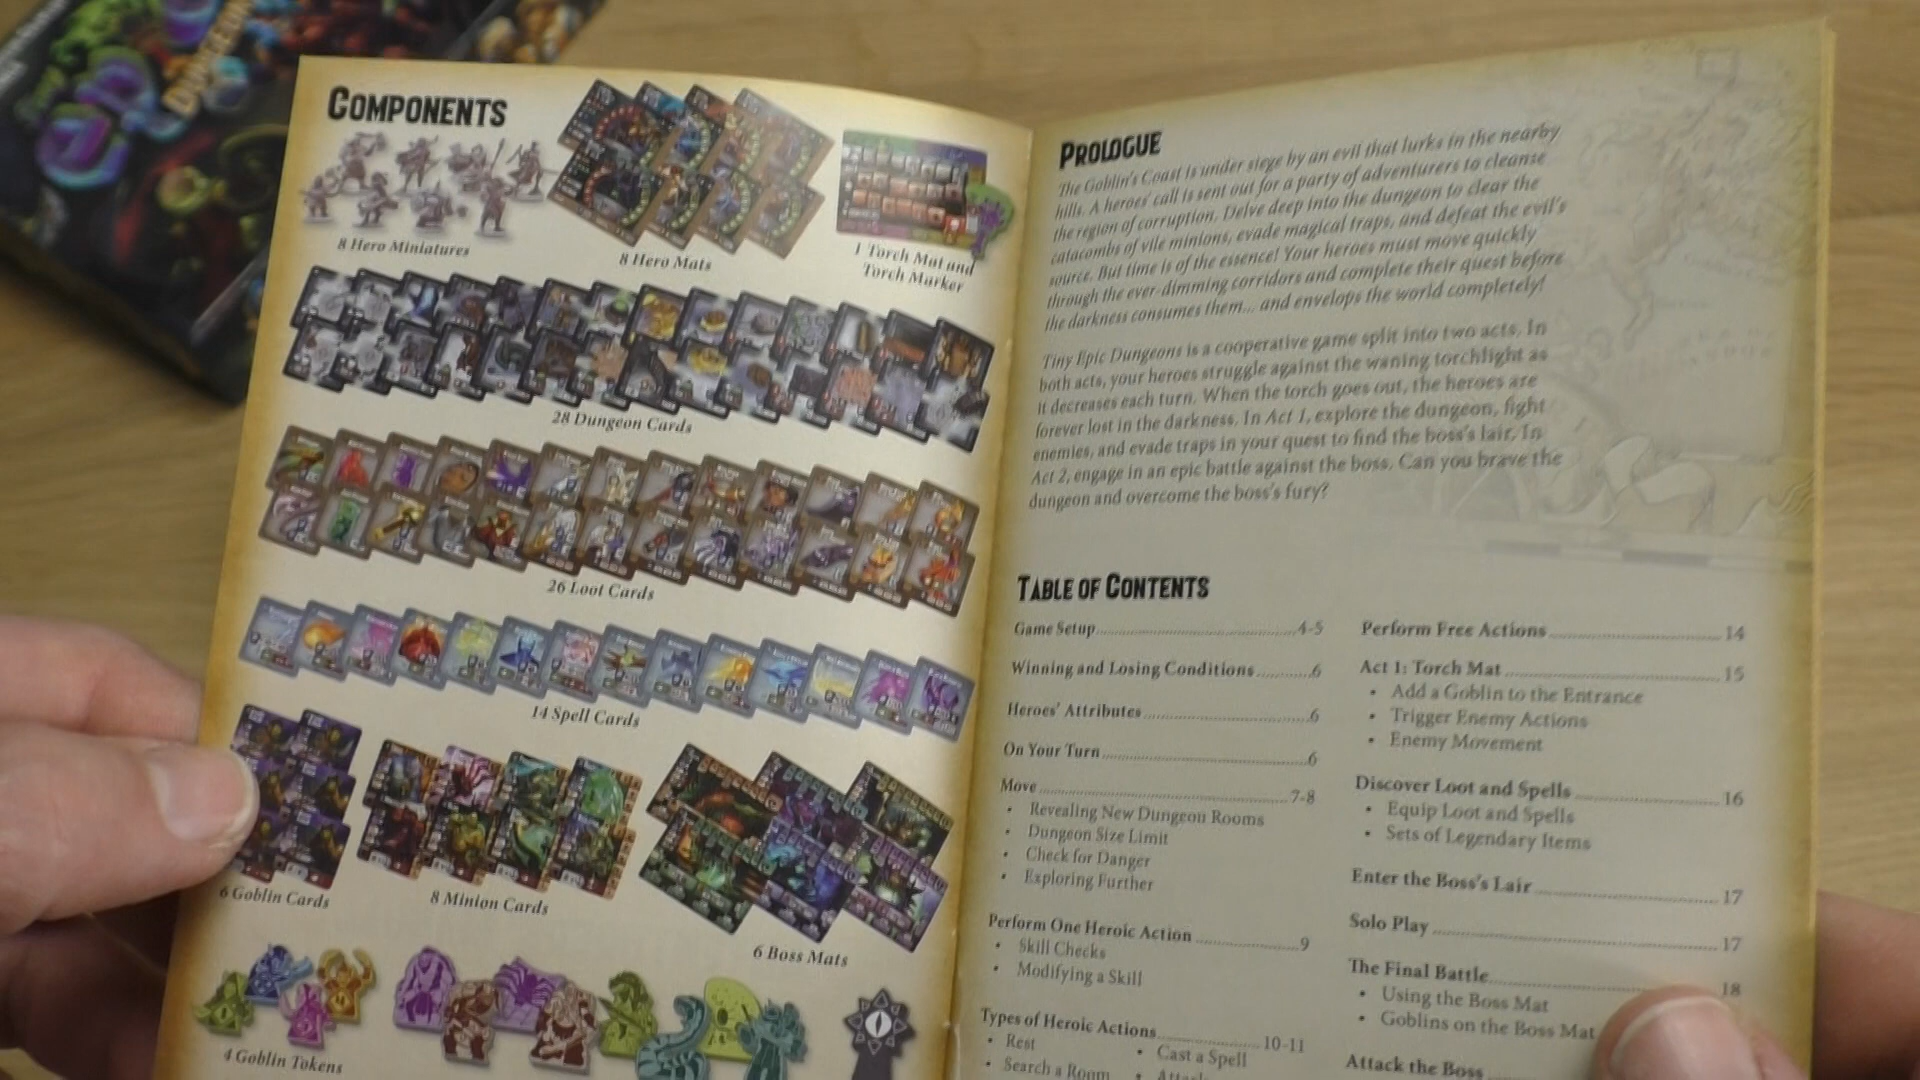 DUNGEON
COMPONENTS
8 Hero Miniatures
8 Hero Mats
1 Torch Mat and
Torch Marker
28 Dungeon Cards
26 Loot Cards
14 Spell Cards
6 Goblin Cards
8 Minion Cards
6 Boss Mats
4 Goblin Tokens
PROLOGUE
The Goblin's Coast is under siege by an evil that lurks in the nearby
hills. A heroes' call is sent out for a party of adventurers to cleanse
the region of corruption. Delve deep into the dungeon to clear the
catacombs of vile minions, evade magical traps, and defeat the evil's
source. But time is of the essence! Your heroes must move quickly
through the ever-dimming corridors and complete their quest before
the darkness consumes them... and envelops the world completely!
Tiny Epic Dungeons is a cooperative game split into two acts. In
both acts, your heroes struggle against the waning torchlight as
it decreases each turn. When the torch goes out, the heroes are
forever lost in the darkness. In Act 1, explore the dungeon, fight
enemies, and evade traps in your quest to find the boss's lair. In
Act 2, engage in an epic battle against the boss. Can you brave the
dungeon and overcome the boss's fury?
TABLE OF CONTENTS
Game Setup 4-5
Winning and Losing Conditions 6
Heroes' Attributes 6
On Your Turn 6
Move 7-8
• Revealing New Dungeon Rooms
• Dungeon Size Limit
• Check for Danger
• Exploring Further
Perform One Heroic Action 9
• Skill Checks
• Modifying a Skill
Types of Heroic Actions 10-11
• Rest
• Search a Room
• Cast a Spell
Perform Free Actions 14
Act 1: Torch Mat 15
• Add a Goblin to the Entrance
• Trigger Enemy Actions
• Enemy Movement
Discover Loot and Spells 16
• Equip Loot and Spells
• Sets of Legendary Items
Enter the Boss's Lair 17
Solo Play 17
The Final Battle 18
• Using the Boss Mat
• Goblins on the Boss Mat
Attack the Boss